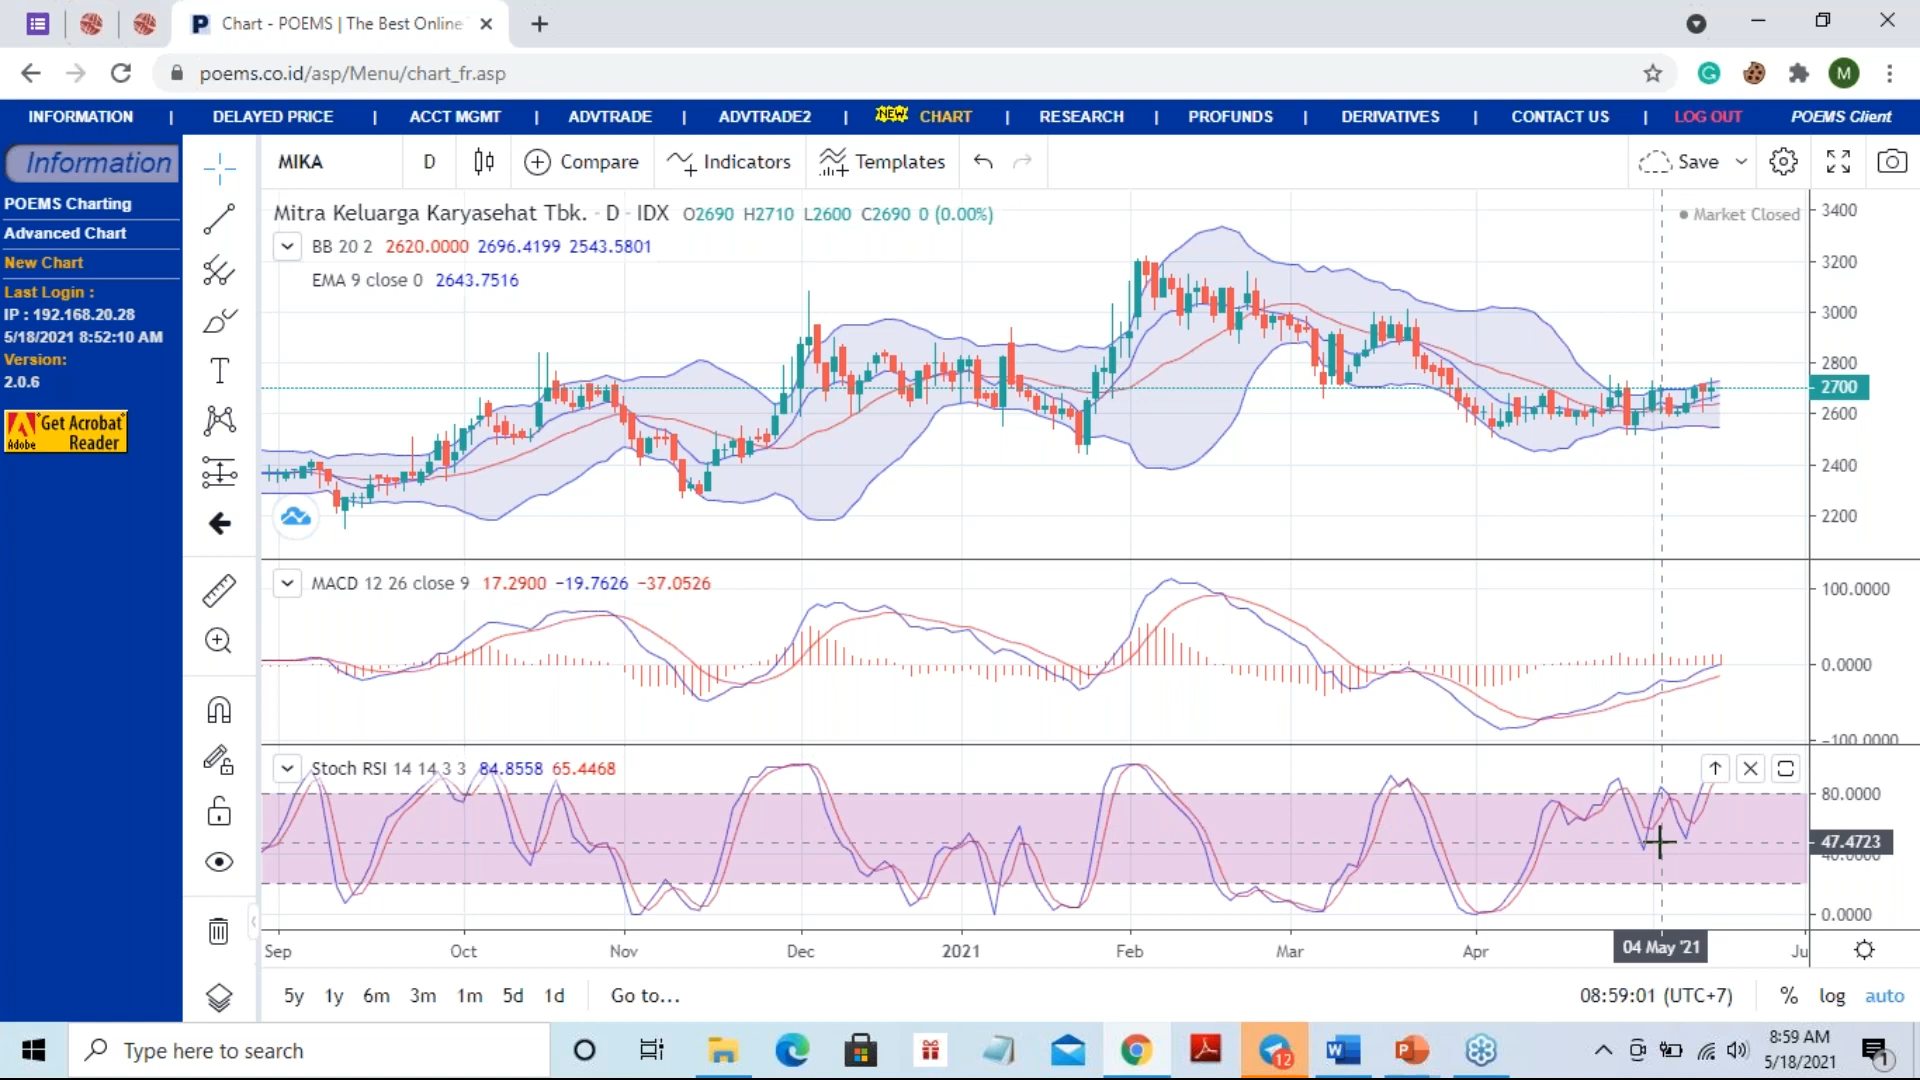 Chart - POEMS | The Best Online
poems.co.id/asp/Menu/chart_fr.asp
M
INFORMATION | DELAYED PRICE | ACCT MGMT | ADVTRADE | ADVTRADE2 | NEW CHART | RESEARCH | PROFUNDS | DERIVATIVES | CONTACT US | LOG OUT POEMS Client
Information
POEMS Charting
Advanced Chart
New Chart
Last Login :
IP : 192.168.20.28
5/18/2021 8:52:10 AM
Version:
2.0.6
Get Acrobat
Adobe Reader
MIKA D Compare Indicators Templates Save
Mitra Keluarga Karyasehat Tbk. - D - IDX O2690 H2710 L2600 C2690 0 (0.00%)
Market Closed
BB 20 2 2620.0000 2696.4199 2543.5801
EMA 9 close 0 2643.7516
3400
3200
3000
2800
2700
2600
2400
2200
MACD 12 26 close 9 17.2900 −19.7626 −37.0526
100.0000
0.0000
−100.0000
Stoch RSI 14 14 3 3 84.8558 65.4468
80.0000
47.4723
40.0000
0.0000
Sep Oct Nov Dec 2021 Feb Mar Apr 04 May '21 Ju
5y 1y 6m 3m 1m 5d 1d Go to...
08:59:01 (UTC+7) % log auto
Type here to search
12
8:59 AM
5/18/2021
1